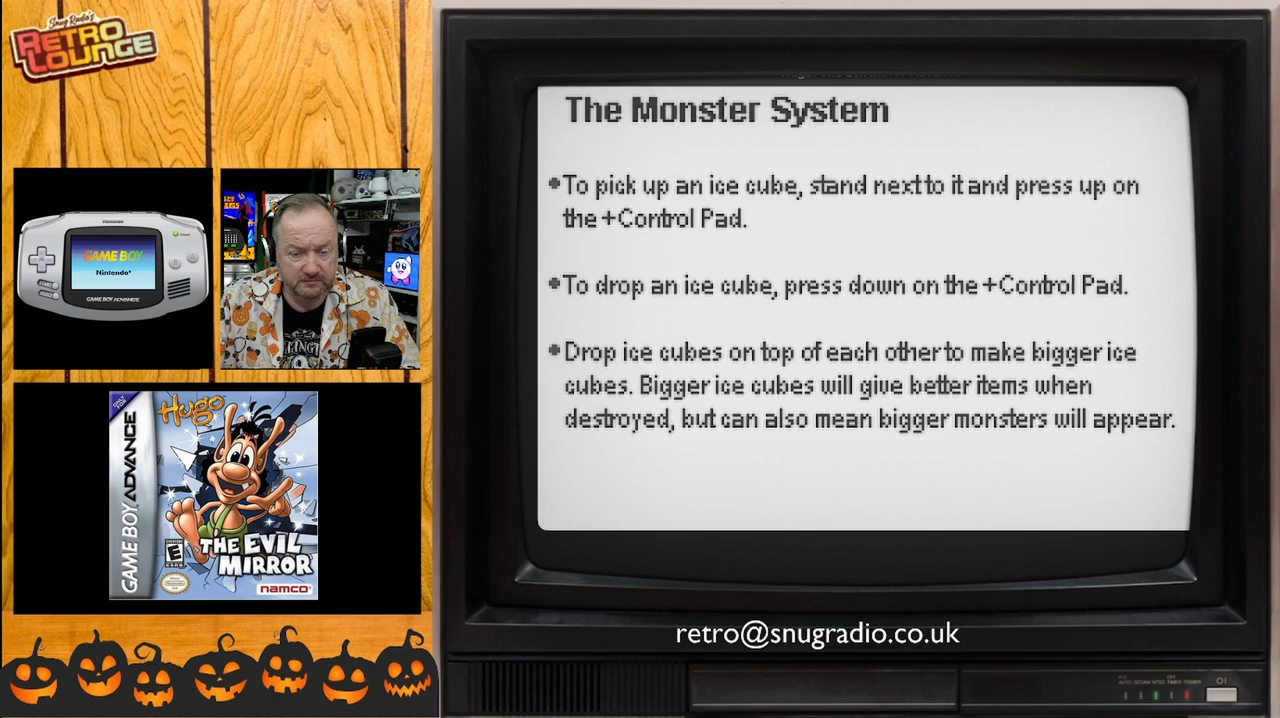 Snug Radio's
RETRO
LOUNGE
The Monster System
•To pick up an ice cube, stand next to it and press up on
the +Control Pad.
•To drop an ice cube, press down on the +Control Pad.
•Drop ice cubes on top of each other to make bigger ice
cubes. Bigger ice cubes will give better items when
destroyed, but can also mean bigger monsters will appear.
GAME BOY
Nintendo®
GAME BOY ADVANCE
ONLY FOR
GAME BOY ADVANCE
Hugo
THE EVIL
MIRROR
EVERYONE
E
namco®
retro@snugradio.co.uk
POWER